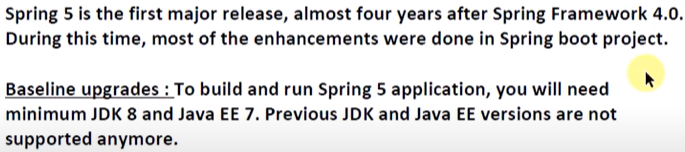 Spring 5 is the first major release, almost four years after Spring Framework 4.0.
During this time, most of the enhancements were done in Spring boot project.
Baseline upgrades : To build and run Spring 5 application, you will need
minimum JDK 8 and Java EE 7. Previous JDK and Java EE versions are not
supported anymore.